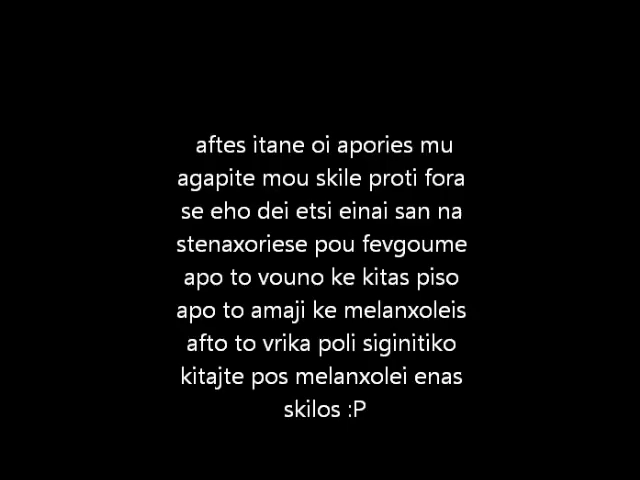 aftes itane oi apories mu
agapite mou skile proti fora
se eho dei etsi einai san na
stenaxoriese pou fevgoume
apo to vouno ke kitas piso
apo to amaji ke melanxoleis
afto to vrika poli siginitiko
kitajte pos melanxolei enas
skilos :P